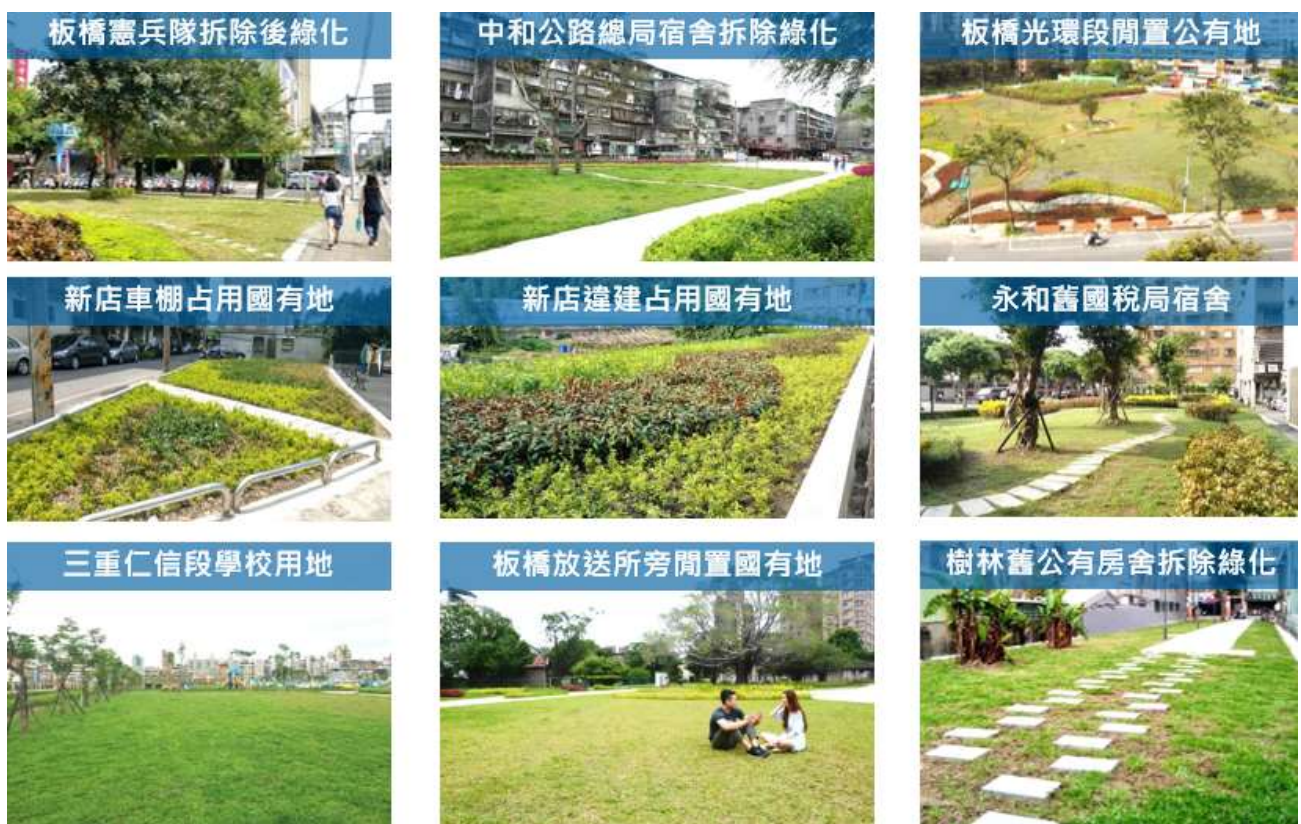 板橋憲兵隊拆除後綠化
中和公路總局宿舍拆除綠化
板橋光環段閒置公有地
新店車棚占用國有地
新店違建占用國有地
永和舊國稅局宿舍
三重仁信段學校用地
板橋放送所旁閒置國有地
樹林舊公有房舍拆除綠化